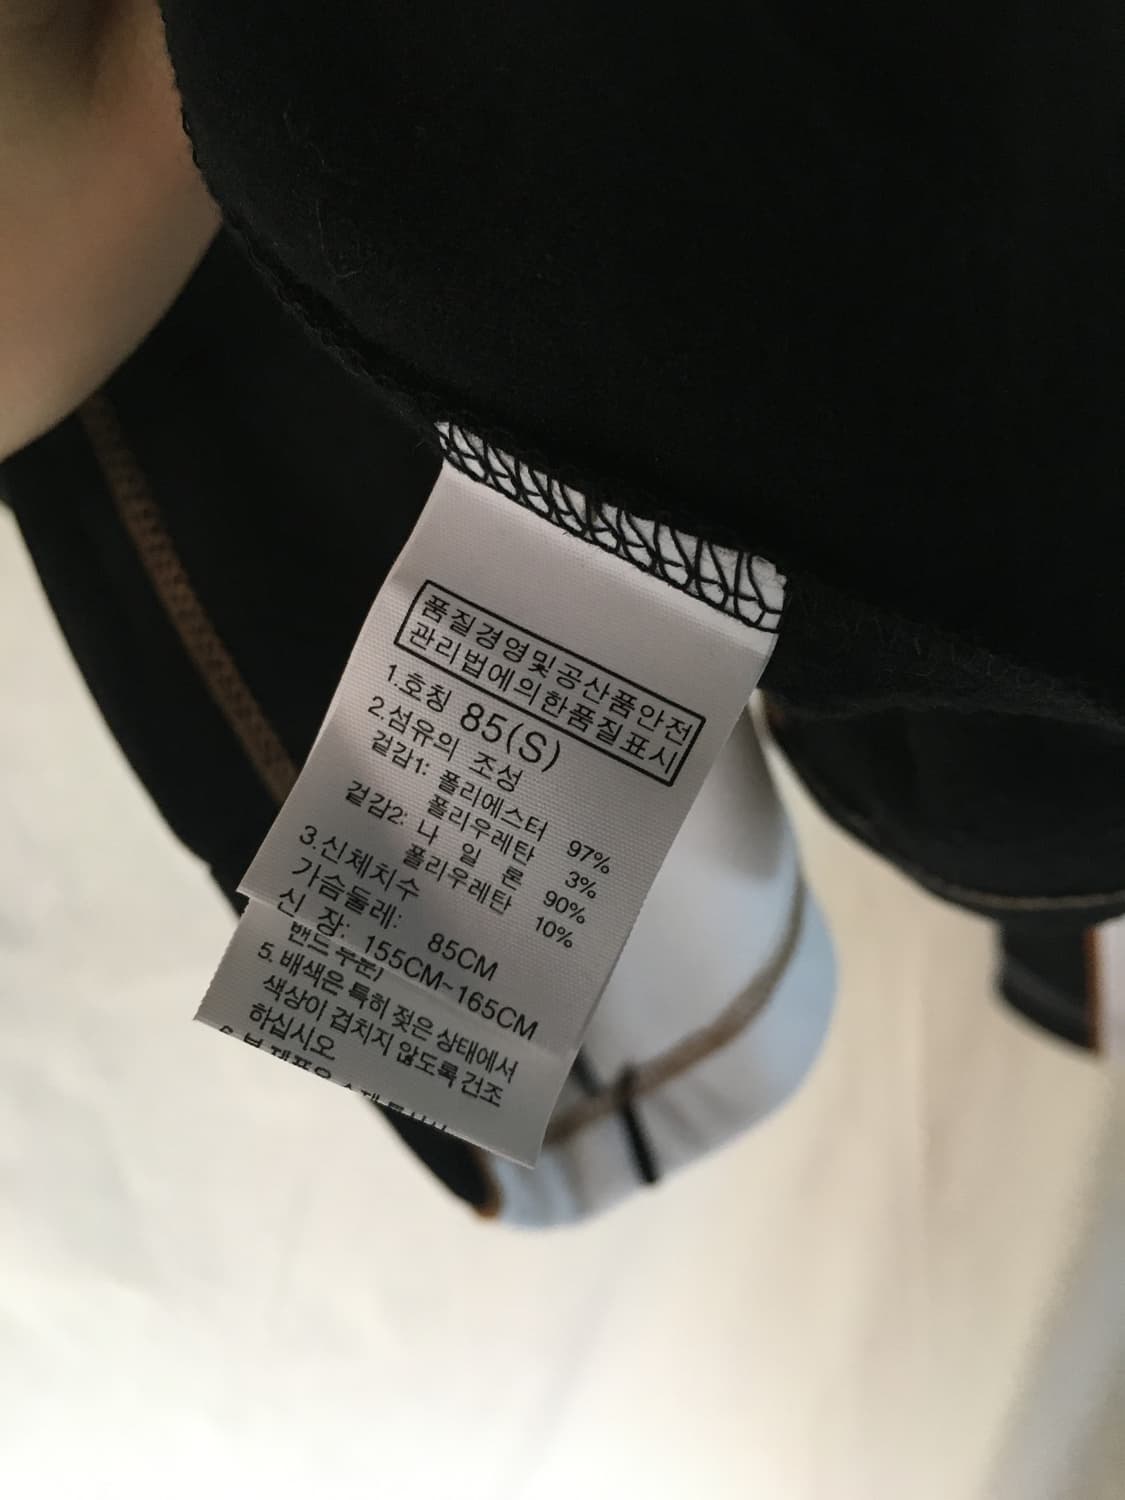 품질경영및공산품안전
관리법에의한품질표시
1.호칭 85(S)
2.섬유의 조성
겉감1: 폴리에스터 97%
폴리우레탄 3%
겉감2: 나 일 론 90%
폴리우레탄 10%
3.신체치수
가슴둘레: 85CM
신 장: 155CM~165CM
밴드부분)
5. 배색은 특히 젖은 상태에서
색상이 겹치지 않도록 건조
하십시오